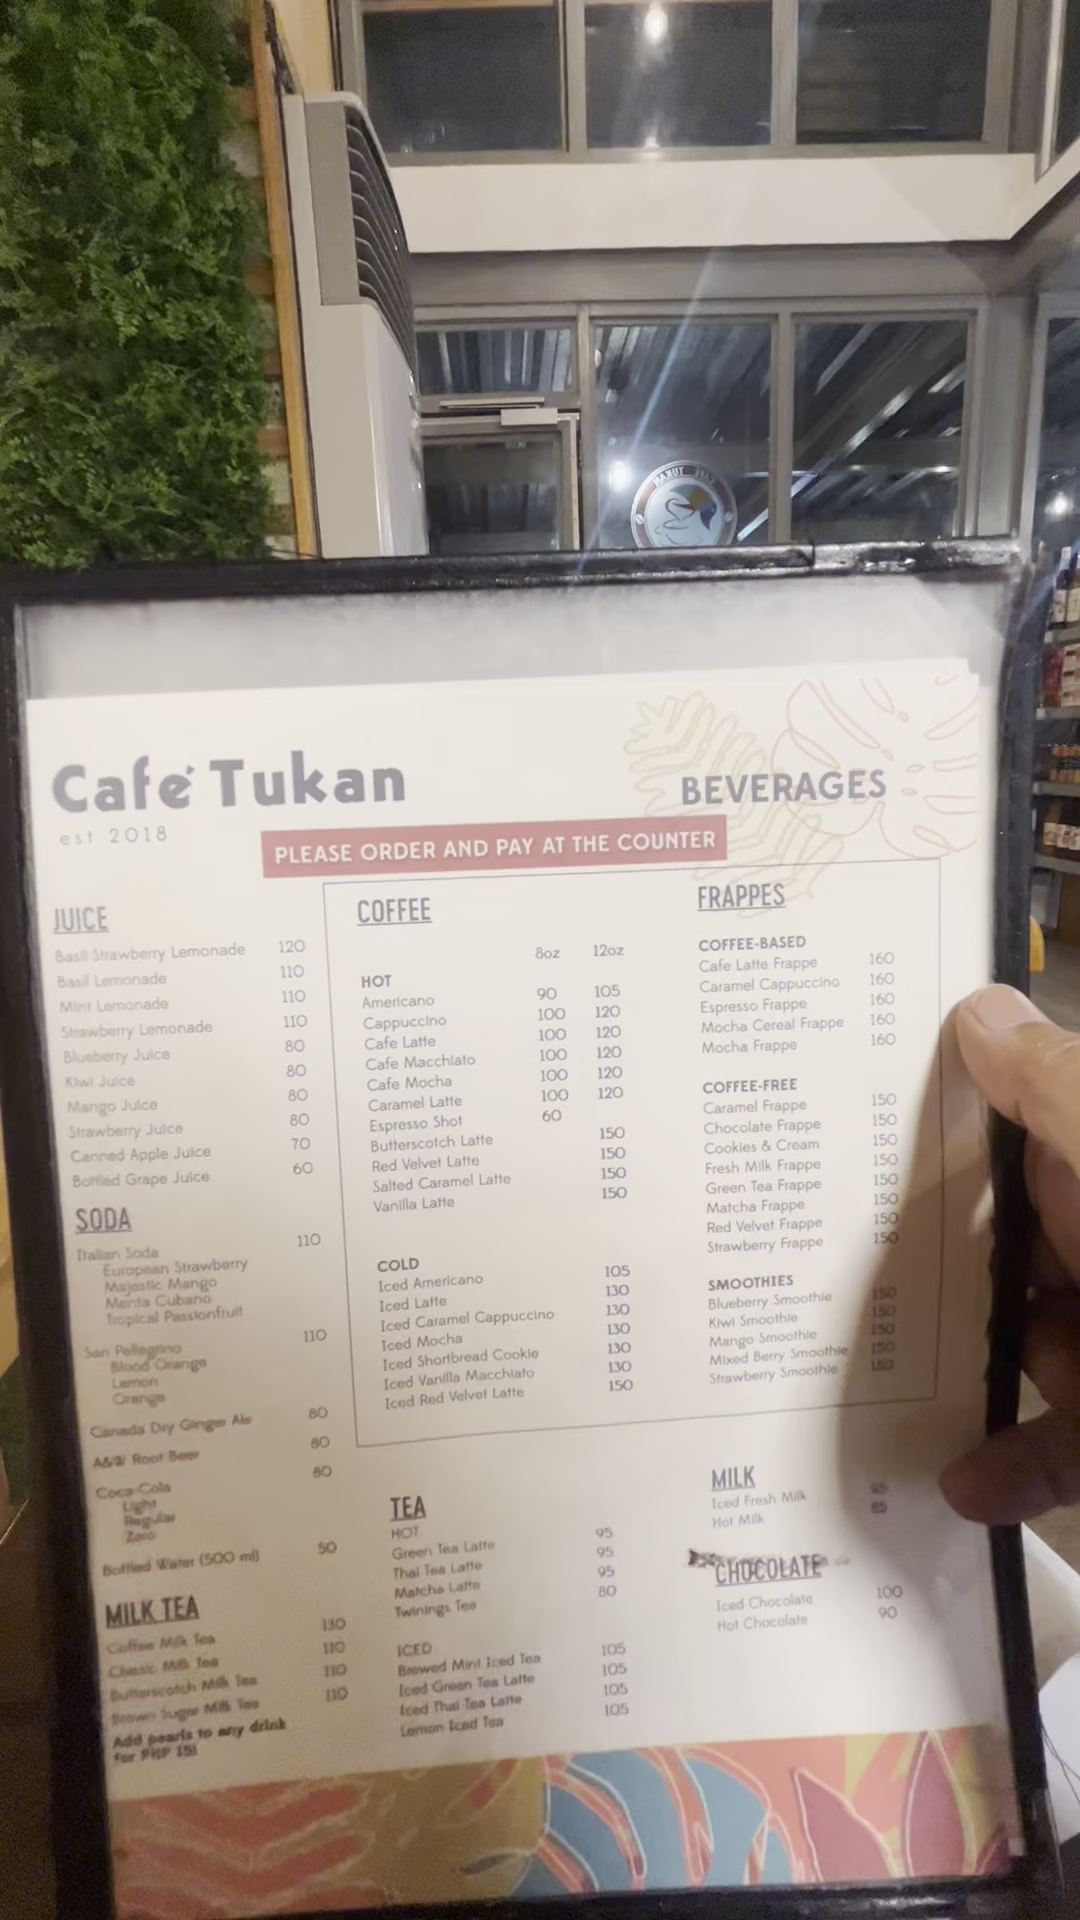 CAFE TUKAN
Café Tukan
est 2018
BEVERAGES
PLEASE ORDER AND PAY AT THE COUNTER
JUICE
Basil Strawberry Lemonade 120
Basil Lemonade 110
Mint Lemonade 110
Strawberry Lemonade 110
Blueberry Juice 80
Kiwi Juice 80
Mango Juice 80
Strawberry Juice 80
Canned Apple Juice 70
Bottled Grape Juice 60
SODA
Italian Soda 110
European Strawberry
Majestic Mango
Menta Cubano
Tropical Passionfruit
San Pellegrino 110
Blood Orange
Lemon
Orange
Canada Dry Ginger Ale 80
A&W Root Beer 80
Coca-Cola 80
Light
Regular
Zero
Bottled Water (500 ml) 50
MILK TEA
Coffee Milk Tea 130
Classic Milk Tea 110
Butterscotch Milk Tea 110
Brown Sugar Milk Tea 110
Add pearls to any drink
for PHP 15!
COFFEE
8oz 12oz
HOT
Americano 90 105
Cappuccino 100 120
Cafe Latte 100 120
Cafe Macchiato 100 120
Cafe Mocha 100 120
Caramel Latte 100 120
Espresso Shot 60
Butterscotch Latte 150
Red Velvet Latte 150
Salted Caramel Latte 150
Vanilla Latte 150
COLD
Iced Americano 105
Iced Latte 130
Iced Caramel Cappuccino 130
Iced Mocha 130
Iced Shortbread Cookie 130
Iced Vanilla Macchiato 130
Iced Red Velvet Latte 150
TEA
HOT
Green Tea Latte 95
Thai Tea Latte 95
Matcha Latte 95
Twinings Tea 80
ICED
Brewed Mint Iced Tea 105
Iced Green Tea Latte 105
Iced Thai Tea Latte 105
Lemon Iced Tea 105
FRAPPES
COFFEE-BASED
Cafe Latte Frappe 160
Caramel Cappuccino 160
Espresso Frappe 160
Mocha Cereal Frappe 160
Mocha Frappe 160
COFFEE-FREE
Caramel Frappe 150
Chocolate Frappe 150
Cookies & Cream 150
Fresh Milk Frappe 150
Green Tea Frappe 150
Matcha Frappe 150
Red Velvet Frappe 150
Strawberry Frappe 150
SMOOTHIES
Blueberry Smoothie 150
Kiwi Smoothie 150
Mango Smoothie 150
Mixed Berry Smoothie 150
Strawberry Smoothie 150
MILK
Iced Fresh Milk 95
Hot Milk 85
CHOCOLATE
Iced Chocolate 100
Hot Chocolate 90